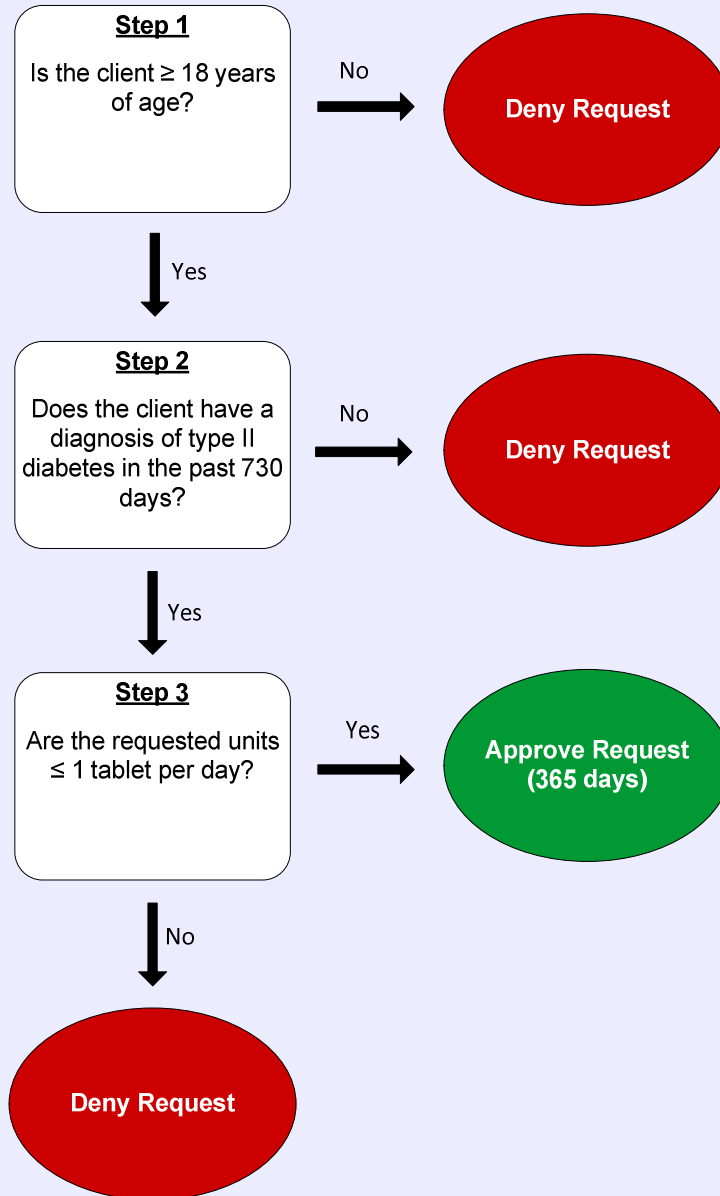 Step 1
Is the client ≥ 18 years
of age?
No
Deny Request
Yes
Step 2
Does the client have a
diagnosis of type II
diabetes in the past 730
days?
No
Deny Request
Yes
Step 3
Are the requested units
≤ 1 tablet per day?
Yes
Approve Request
(365 days)
No
Deny Request